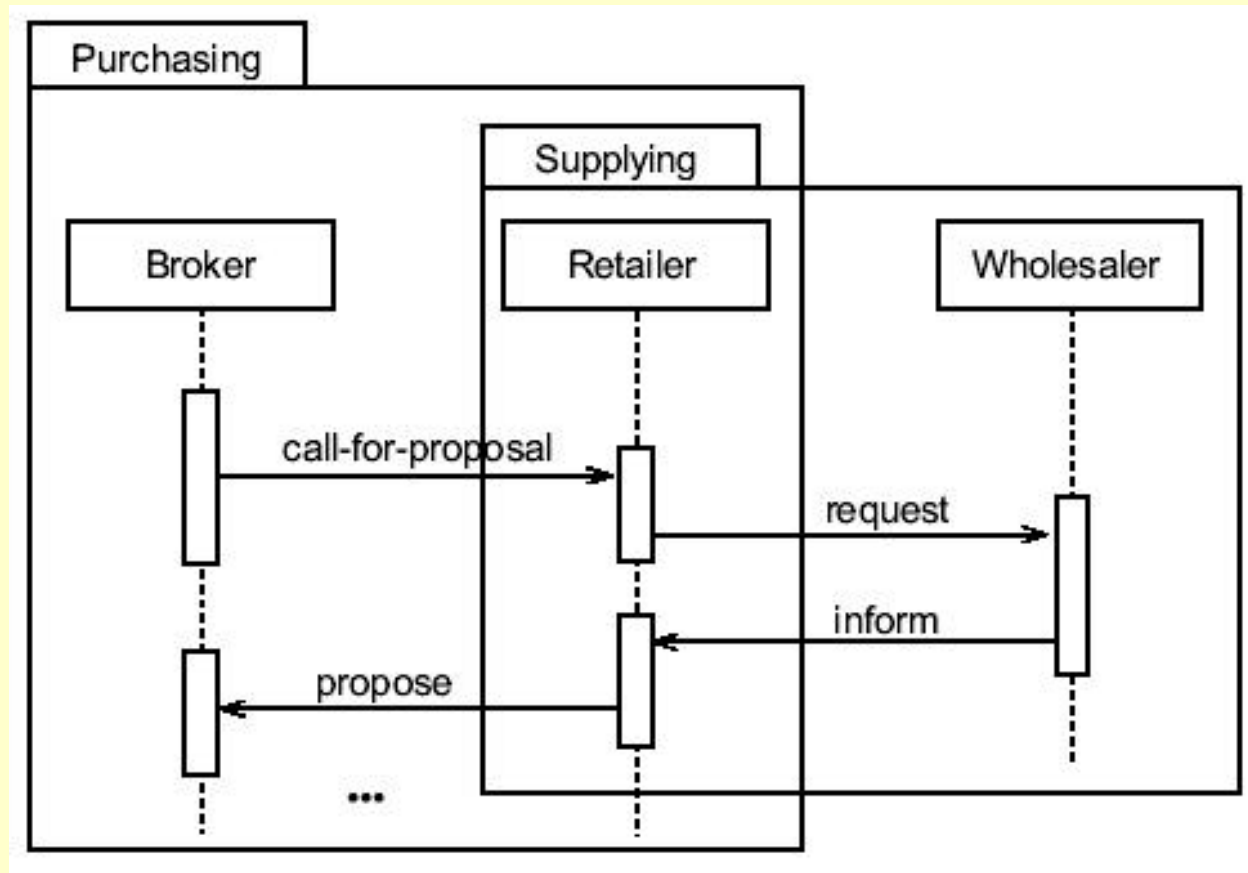 Purchasing
Supplying
Broker
Retailer
Wholesaler
call-for-proposal
request
inform
propose
...